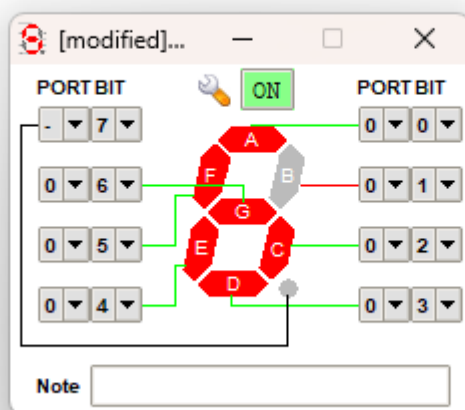 [modified]...
PORT BIT ON PORT BIT
- 7 A 0 0
0 6 F B 0 1
G
0 5 E C 0 2
D
0 4 0 3
Note